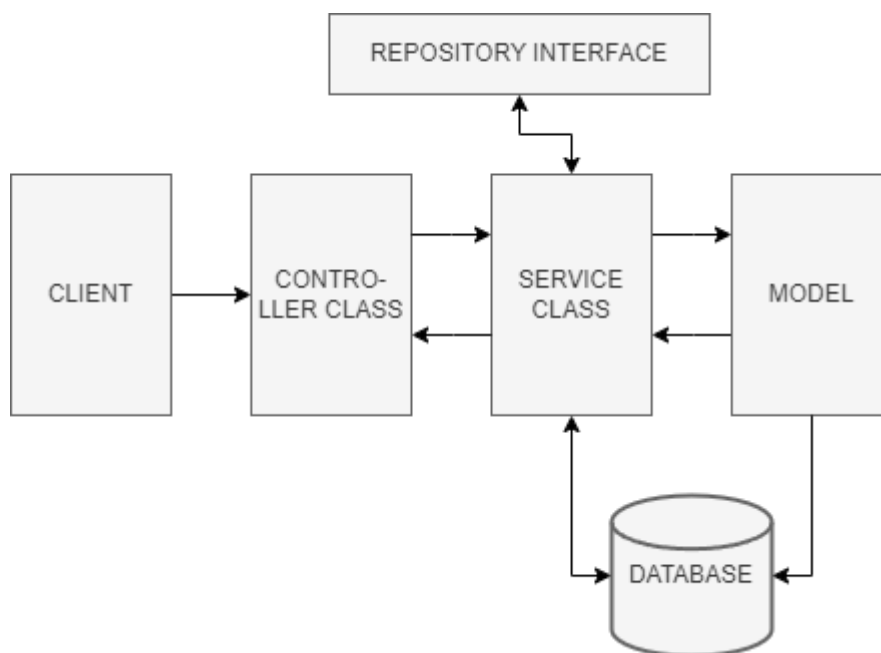 REPOSITORY INTERFACE
CLIENT
CONTRO-
LLER CLASS
SERVICE
CLASS
MODEL
DATABASE